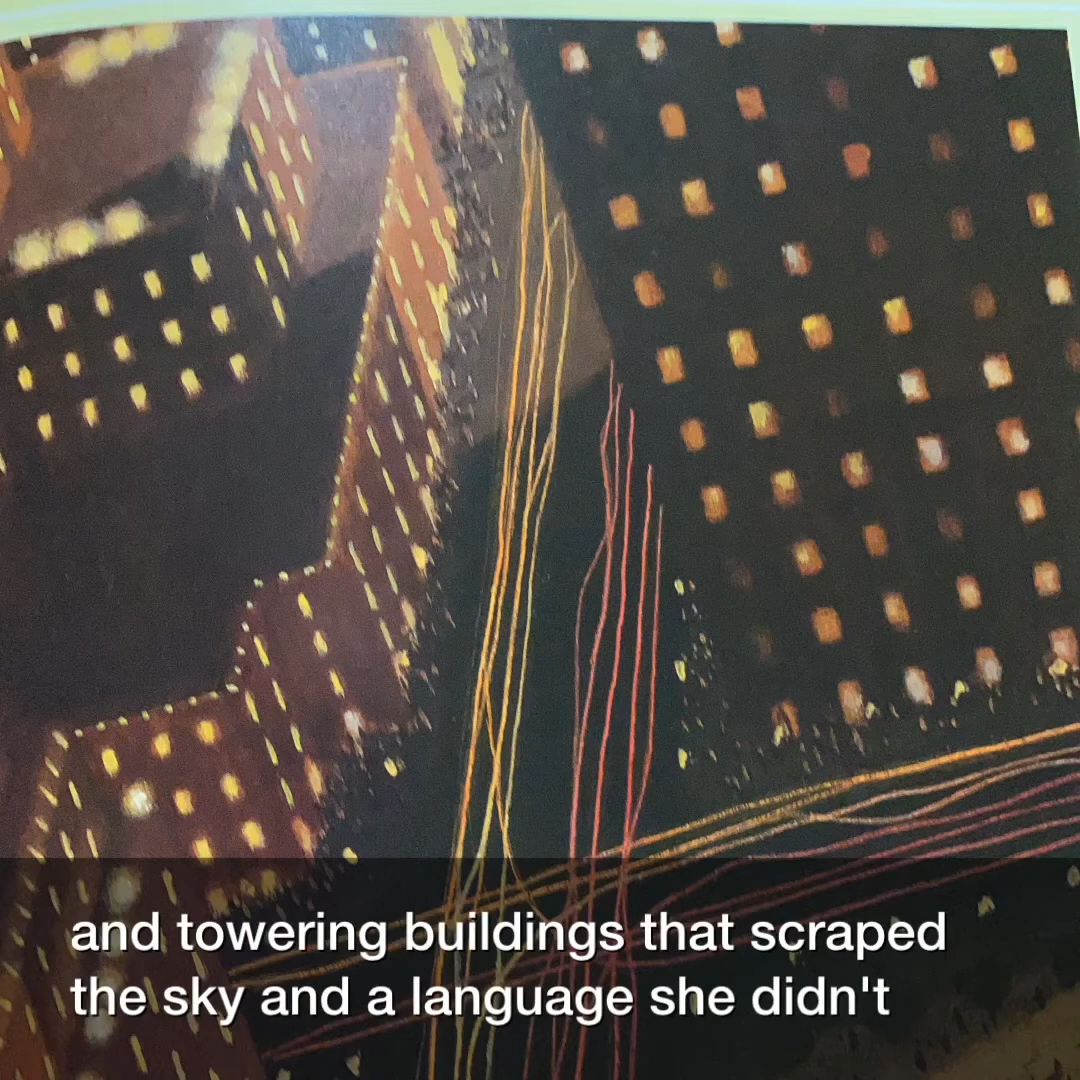 and towering buildings that scraped
the sky and a language she didn't